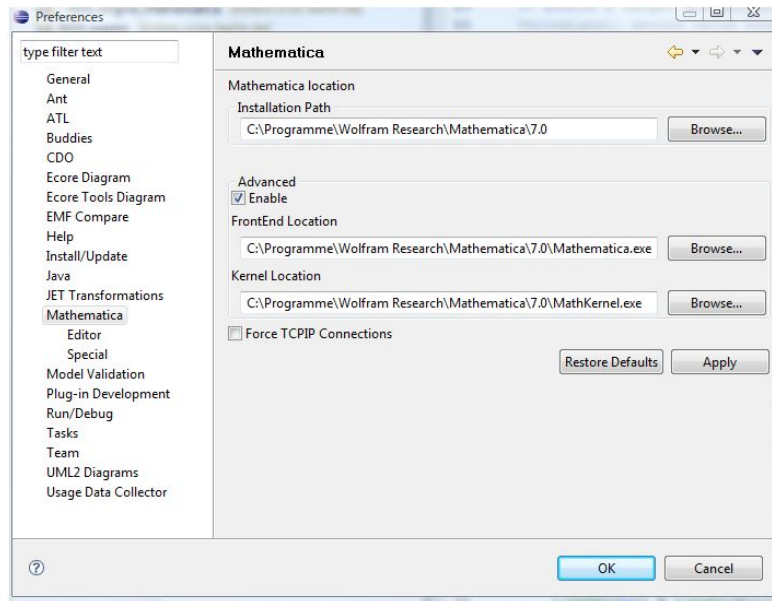 Preferences
type filter text
General
Ant
ATL
Buddies
CDO
Ecore Diagram
Ecore Tools Diagram
EMF Compare
Help
Install/Update
Java
JET Transformations
Mathematica
Editor
Special
Model Validation
Plug-in Development
Run/Debug
Tasks
Team
UML2 Diagrams
Usage Data Collector
Mathematica
Mathematica location
Installation Path
C:\Programme\Wolfram Research\Mathematica\7.0 Browse...
Advanced
Enable
FrontEnd Location
C:\Programme\Wolfram Research\Mathematica\7.0\Mathematica.exe Browse...
Kernel Location
C:\Programme\Wolfram Research\Mathematica\7.0\MathKernel.exe Browse...
Force TCPIP Connections
Restore Defaults Apply
? OK Cancel